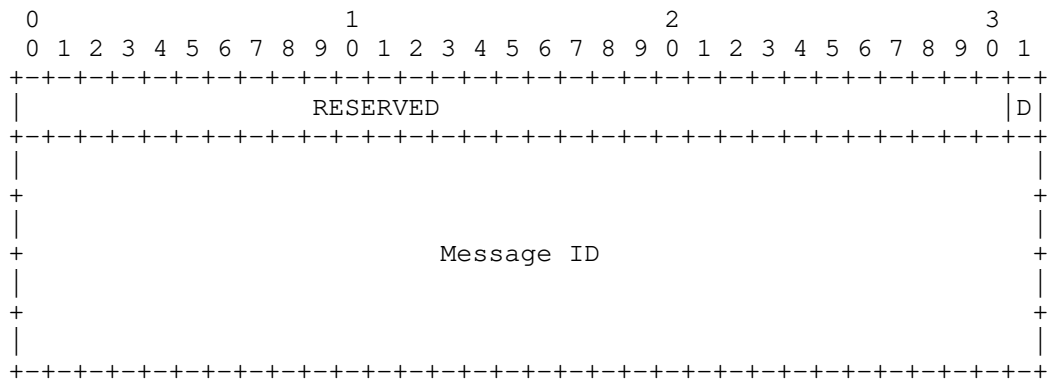 0                   1                   2                   3
 0 1 2 3 4 5 6 7 8 9 0 1 2 3 4 5 6 7 8 9 0 1 2 3 4 5 6 7 8 9 0 1
+-+-+-+-+-+-+-+-+-+-+-+-+-+-+-+-+-+-+-+-+-+-+-+-+-+-+-+-+-+-+-+-+
|                  RESERVED                                   |D|
+-+-+-+-+-+-+-+-+-+-+-+-+-+-+-+-+-+-+-+-+-+-+-+-+-+-+-+-+-+-+-+-+
|                                                               |
+                                                               +
|                                                               |
+                          Message ID                           +
|                                                               |
+                                                               +
|                                                               |
+-+-+-+-+-+-+-+-+-+-+-+-+-+-+-+-+-+-+-+-+-+-+-+-+-+-+-+-+-+-+-+-+